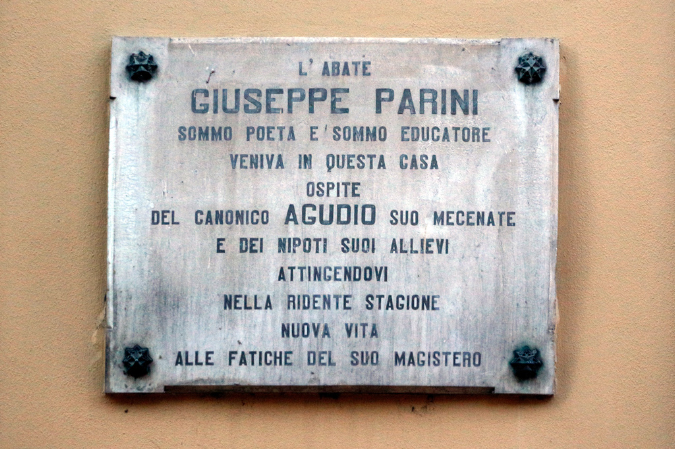 L' ABATE
GIUSEPPE PARINI
SOMMO POETA E' SOMMO EDUCATORE
VENIVA IN QUESTA CASA
OSPITE
DEL CANONICO AGUDIO SUO MECENATE
E DEI NIPOTI SUOI ALLIEVI
ATTINGENDOVI
NELLA RIDENTE STAGIONE
NUOVA VITA
ALLE FATICHE DEL SUO MAGISTERO